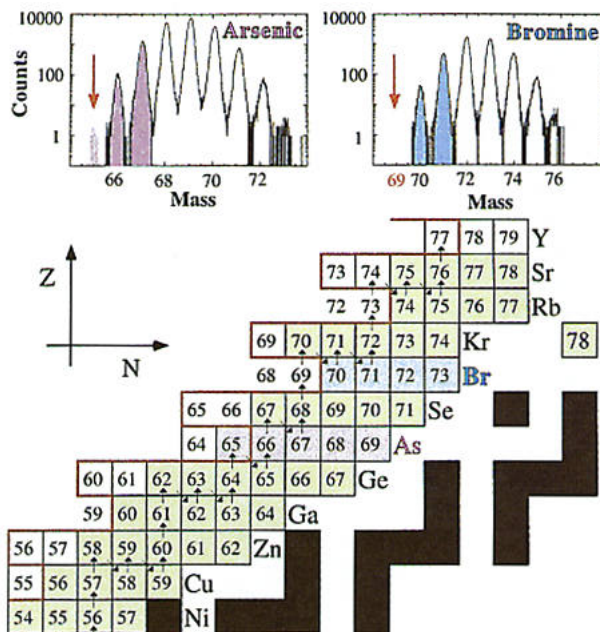 10000
100
1
Counts
Arsenic
66 68 70 72
Mass
10000
100
1
Bromine
69 70 72 74 76
Mass
Z
N
77 78 79 Y
73 74 75 76 77 78 Sr
72 73 74 75 76 77 Rb
69 70 71 72 73 74 Kr 78
68 69 70 71 72 73 Br
65 66 67 68 69 70 71 Se
64 65 66 67 68 69 As
60 61 62 63 64 65 66 67 Ge
59 60 61 62 63 64 Ga
56 57 58 59 60 61 62 Zn
55 56 57 58 59 Cu
54 55 56 57 Ni